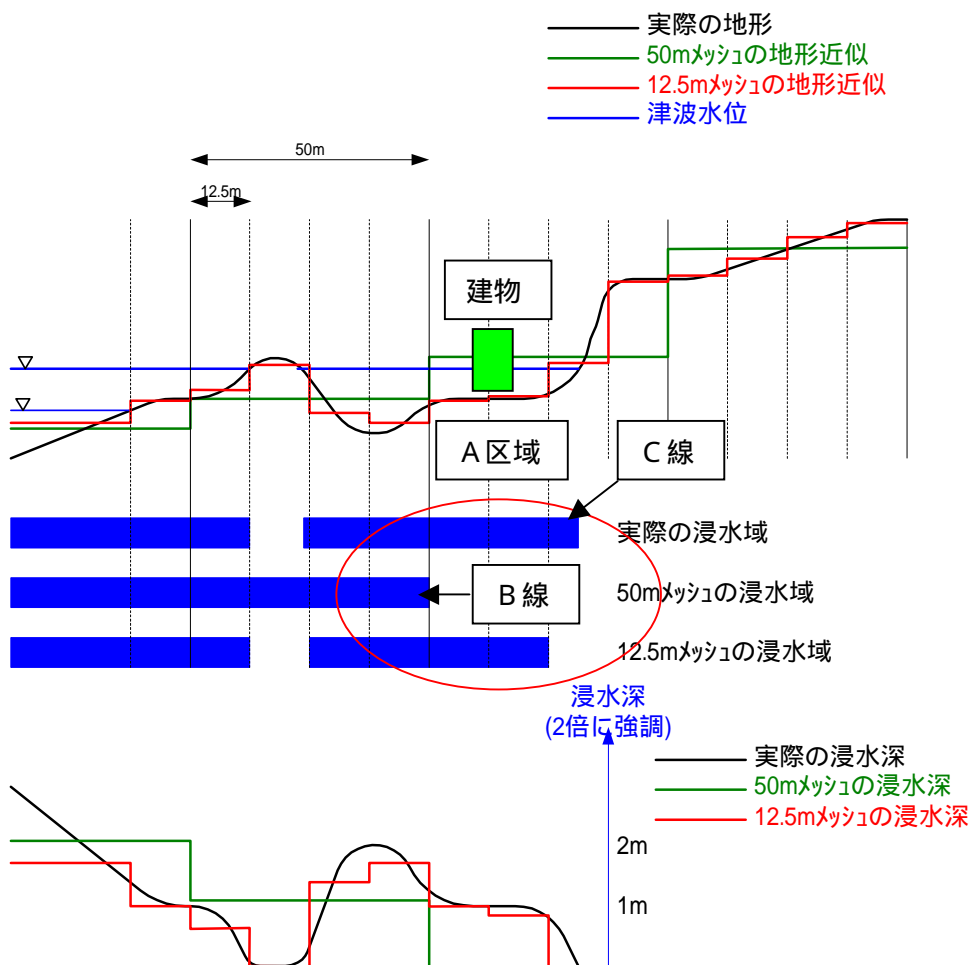 実際の地形
50mメッシュの地形近似
12.5mメッシュの地形近似
津波水位
50m
12.5m
建物
A区域
C線
実際の浸水域
B線
50mメッシュの浸水域
12.5mメッシュの浸水域
浸水深
(2倍に強調)
実際の浸水深
50mメッシュの浸水深
12.5mメッシュの浸水深
2m
1m